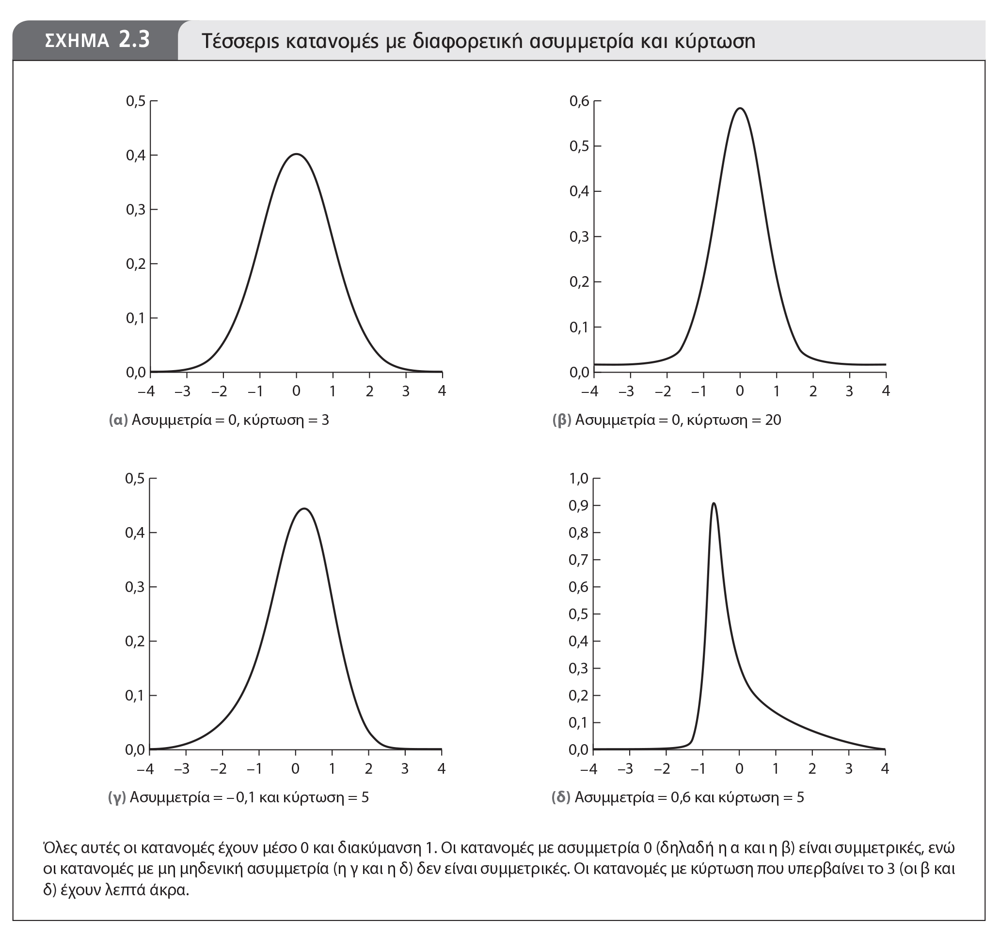 ΣΧΗΜΑ 2.3 Τέσσερις κατανομές με διαφορετική ασυμμετρία και κύρτωση
0,5
0,4
0,3
0,2
0,1
0,0
–4 –3 –2 –1 0 1 2 3 4
(α) Ασυμμετρία = 0, κύρτωση = 3
0,6
0,5
0,4
0,3
0,2
0,1
0,0
–4 –3 –2 –1 0 1 2 3 4
(β) Ασυμμετρία = 0, κύρτωση = 20
0,5
0,4
0,3
0,2
0,1
0,0
–4 –3 –2 –1 0 1 2 3 4
(γ) Ασυμμετρία = –0,1 και κύρτωση = 5
1,0
0,9
0,8
0,7
0,6
0,5
0,4
0,3
0,2
0,1
0,0
–4 –3 –2 –1 0 1 2 3 4
(δ) Ασυμμετρία = 0,6 και κύρτωση = 5
Όλες αυτές οι κατανομές έχουν μέσο 0 και διακύμανση 1. Οι κατανομές με ασυμμετρία 0 (δηλαδή η α και η β) είναι συμμετρικές, ενώ
οι κατανομές με μη μηδενική ασυμμετρία (η γ και η δ) δεν είναι συμμετρικές. Οι κατανομές με κύρτωση που υπερβαίνει το 3 (οι β και
δ) έχουν λεπτά άκρα.